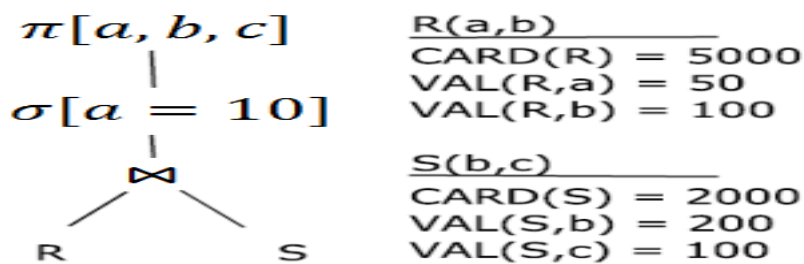 π[a, b, c]
σ[a = 10]
⋈
R S
R(a,b)
CARD(R) = 5000
VAL(R,a) = 50
VAL(R,b) = 100
S(b,c)
CARD(S) = 2000
VAL(S,b) = 200
VAL(S,c) = 100